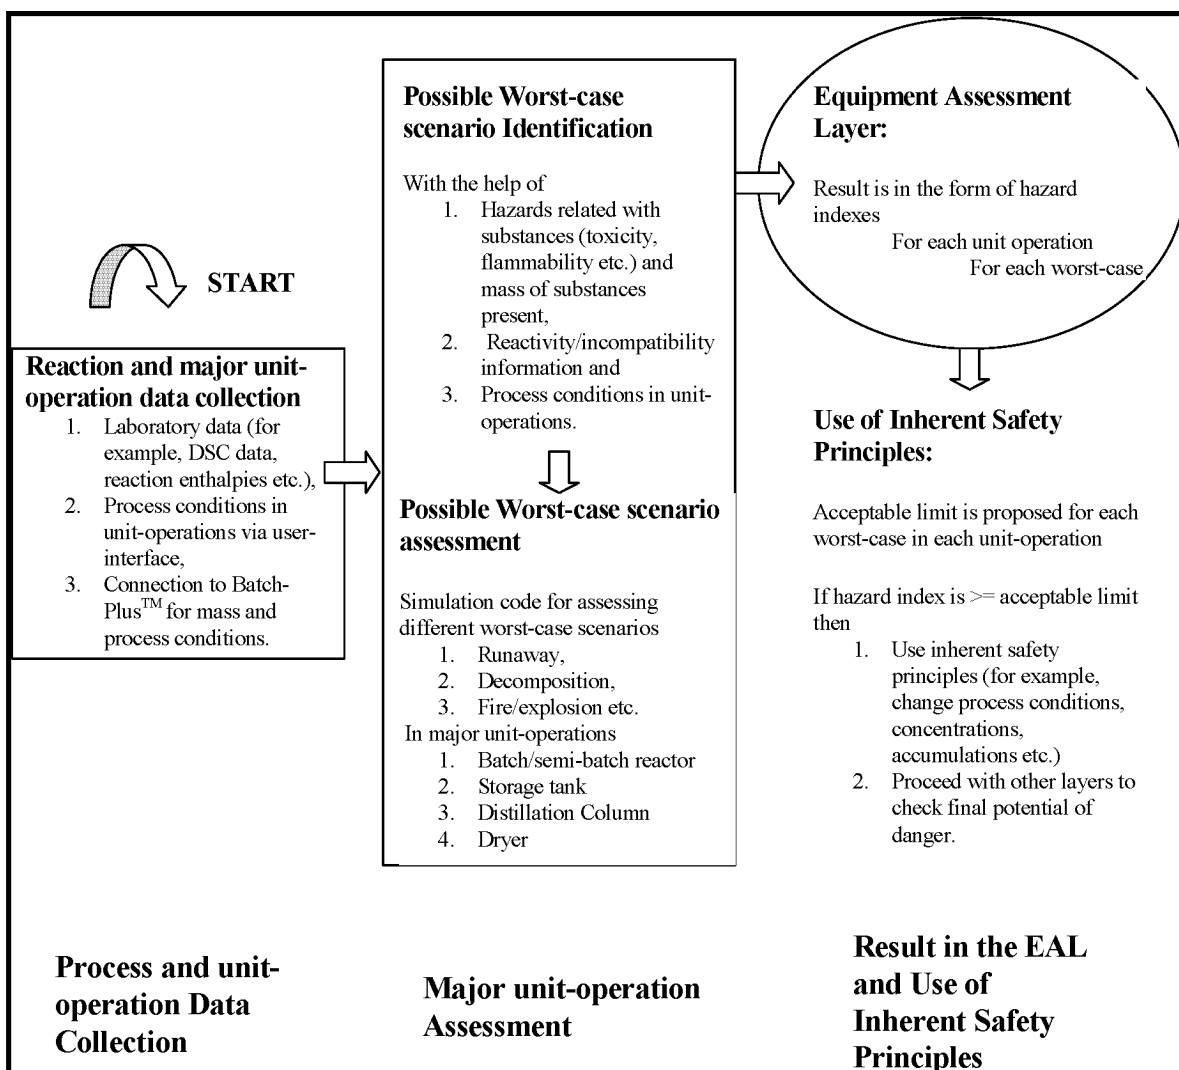 START
Reaction and major unit-
operation data collection
1. Laboratory data (for
example, DSC data,
reaction enthalpies etc.),
2. Process conditions in
unit-operations via user-
interface,
3. Connection to Batch-
Plus™ for mass and
process conditions.
Process and unit-
operation Data
Collection
Possible Worst-case
scenario Identification
With the help of
1. Hazards related with
substances (toxicity,
flammability etc.) and
mass of substances
present,
2. Reactivity/incompatibility
information and
3. Process conditions in unit-
operations.
Possible Worst-case scenario
assessment
Simulation code for assessing
different worst-case scenarios
1. Runaway,
2. Decomposition,
3. Fire/explosion etc.
In major unit-operations
1. Batch/semi-batch reactor
2. Storage tank
3. Distillation Column
4. Dryer
Major unit-operation
Assessment
Equipment Assessment
Layer:
Result is in the form of hazard
indexes
For each unit operation
For each worst-case
Use of Inherent Safety
Principles:
Acceptable limit is proposed for each
worst-case in each unit-operation
If hazard index is >= acceptable limit
then
1. Use inherent safety
principles (for example,
change process conditions,
concentrations,
accumulations etc.)
2. Proceed with other layers to
check final potential of
danger.
Result in the EAL
and Use of
Inherent Safety
Principles